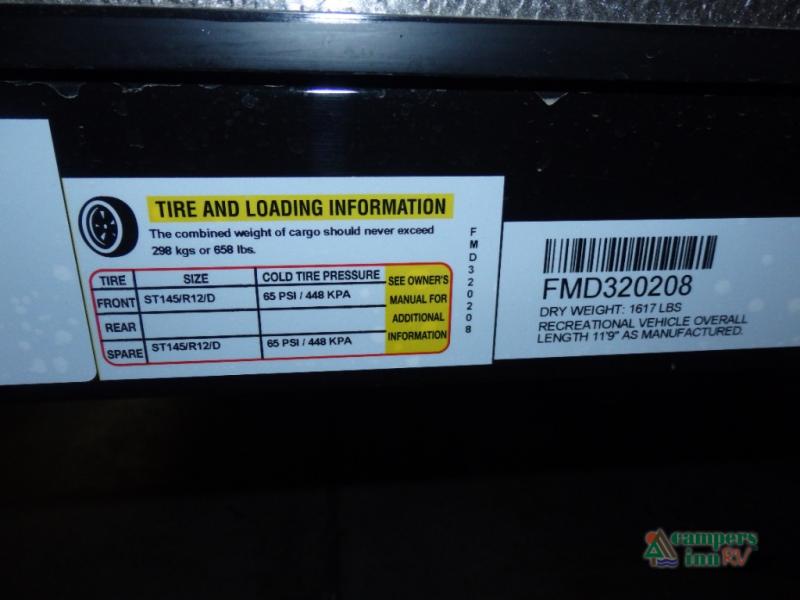 TIRE AND LOADING INFORMATION
The combined weight of cargo should never exceed
298 kgs or 658 lbs.
TIRE SIZE COLD TIRE PRESSURE
FRONT ST145/R12/D 65 PSI / 448 KPA
REAR
SPARE ST145/R12/D 65 PSI / 448 KPA
SEE OWNER'S
MANUAL FOR
ADDITIONAL
INFORMATION
FMD320208
FMD320208
DRY WEIGHT: 1617 LBS
RECREATIONAL VEHICLE OVERALL
LENGTH 11'9" AS MANUFACTURED.
campers
inn RV